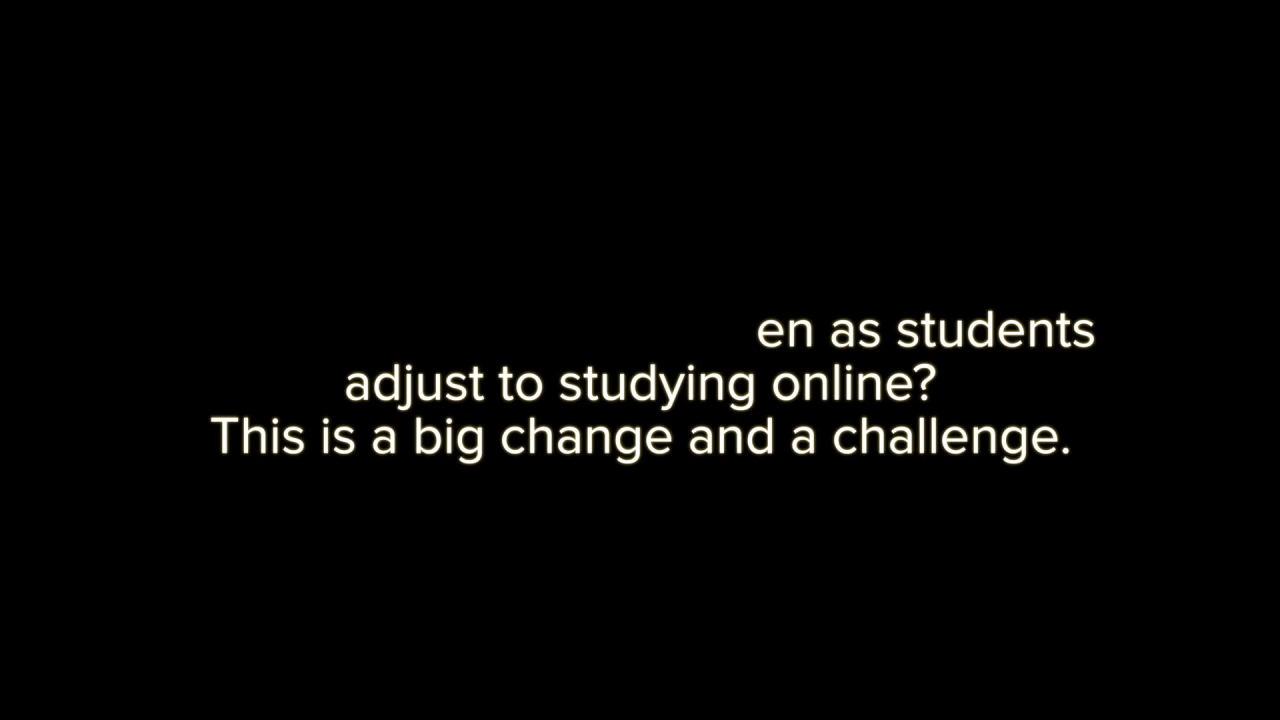 en as students
adjust to studying online?
This is a big change and a challenge.